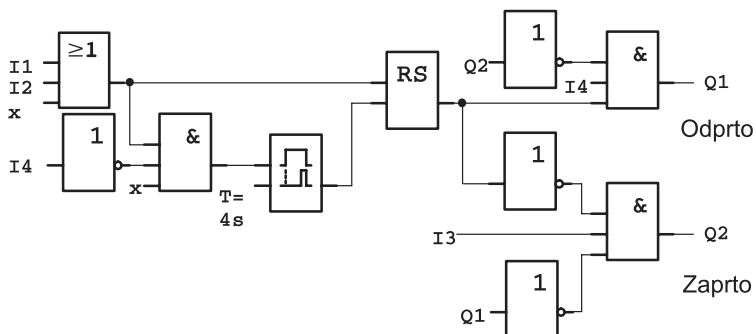 ≥1
I1
I2
x
1
I4
&
x
T=
4s
RS
1
Q2
I4
&
Q1
Odprto
1
I3
&
Q2
1
Q1
Zaprto